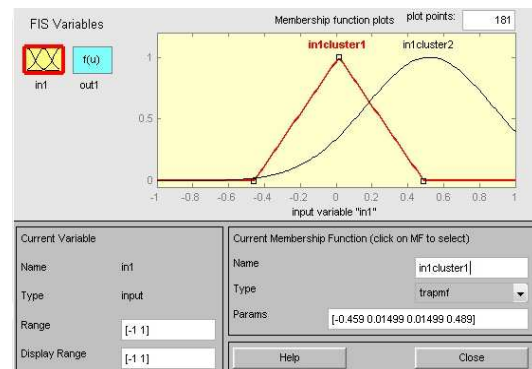 FIS Variables
Membership function plots plot points: 181
f(u)
in1 out1
in1cluster1 in1cluster2
1
0.5
0
-1 -0.8 -0.6 -0.4 -0.2 0 0.2 0.4 0.6 0.8 1
input variable "in1"
Current Variable
Name in1
Type input
Range [-1 1]
Display Range [-1 1]
Current Membership Function (click on MF to select)
Name in1cluster1
Type trapmf
Params [-0.459 0.01499 0.01499 0.489]
Help Close